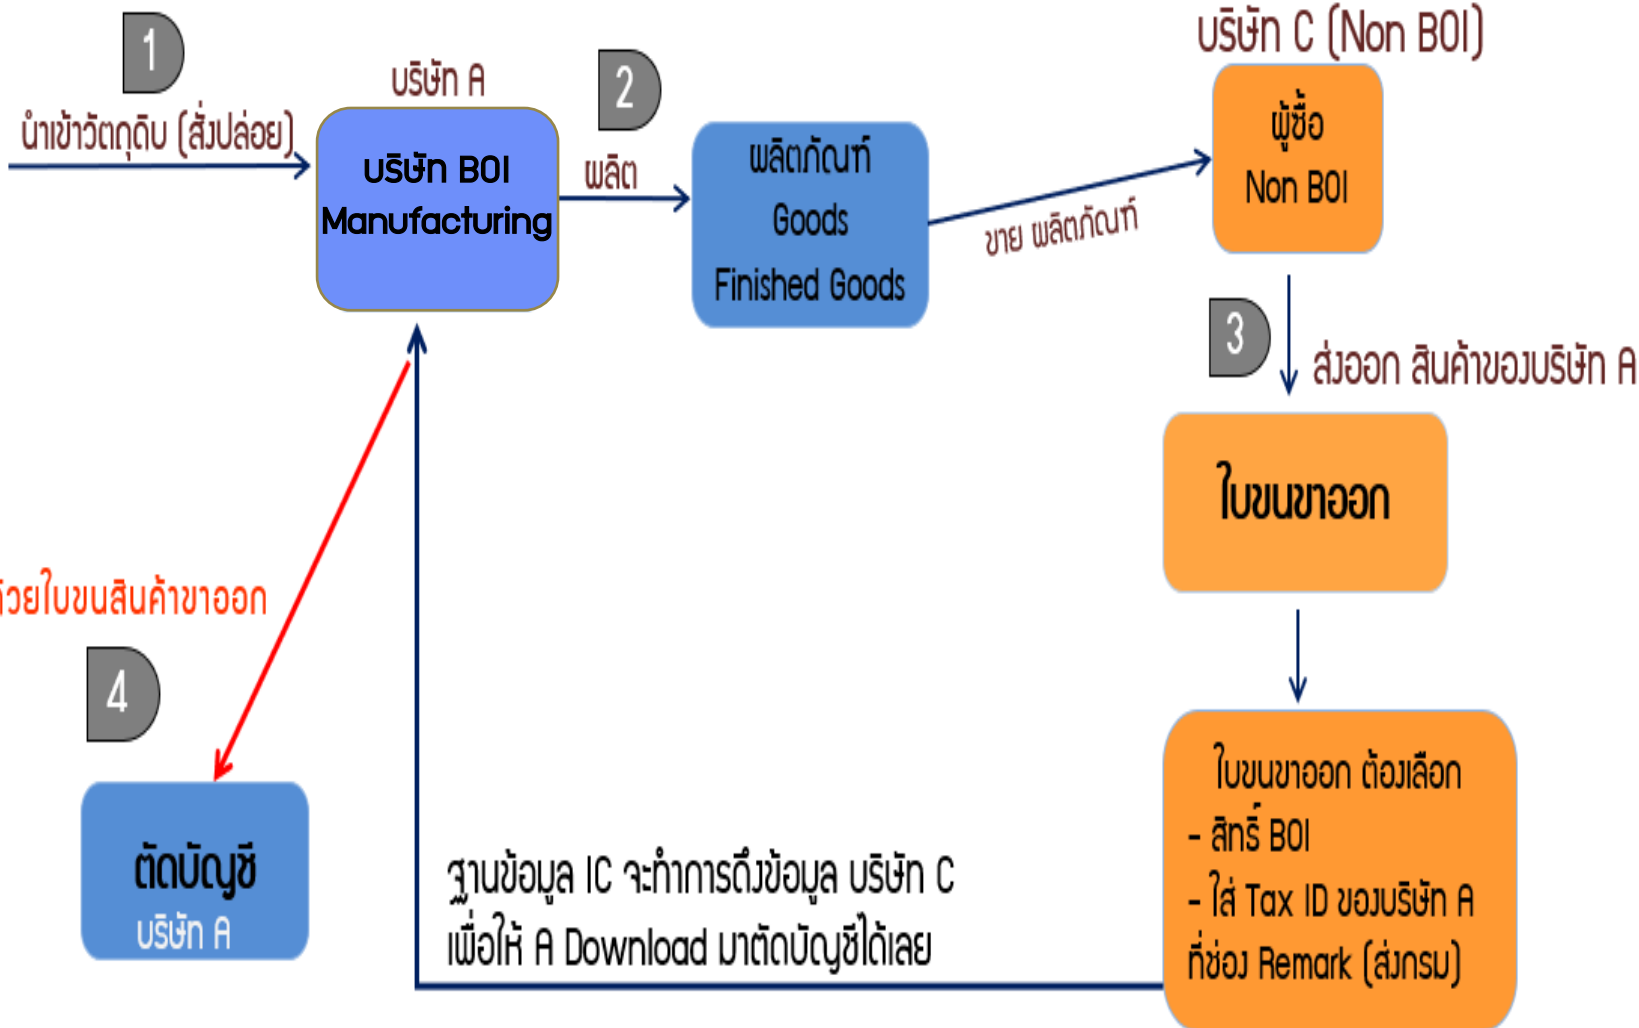 1
นำเข้าวัตถุดิบ (สั่งปล่อย)
บริษัท A
บริษัท BOI
Manufacturing
2
ผลิต
ผลิตภัณฑ์
Goods
Finished Goods
ขาย ผลิตภัณฑ์
บริษัท C (Non BOI)
ผู้ซื้อ
Non BOI
3
ส่งออก สินค้าของบริษัท A
ใบขนขาออก
ใบขนขาออก ต้องเลือก
- สิทธิ์ BOI
- ใส่ Tax ID ของบริษัท A
ที่ช่อง Remark (ส่งกรม)
ฐานข้อมูล IC จะทำการดึงข้อมูล บริษัท C
เพื่อให้ A Download มาตัดบัญชีได้เลย
ด้วยใบขนสินค้าขาออก
4
ตัดบัญชี
บริษัท A